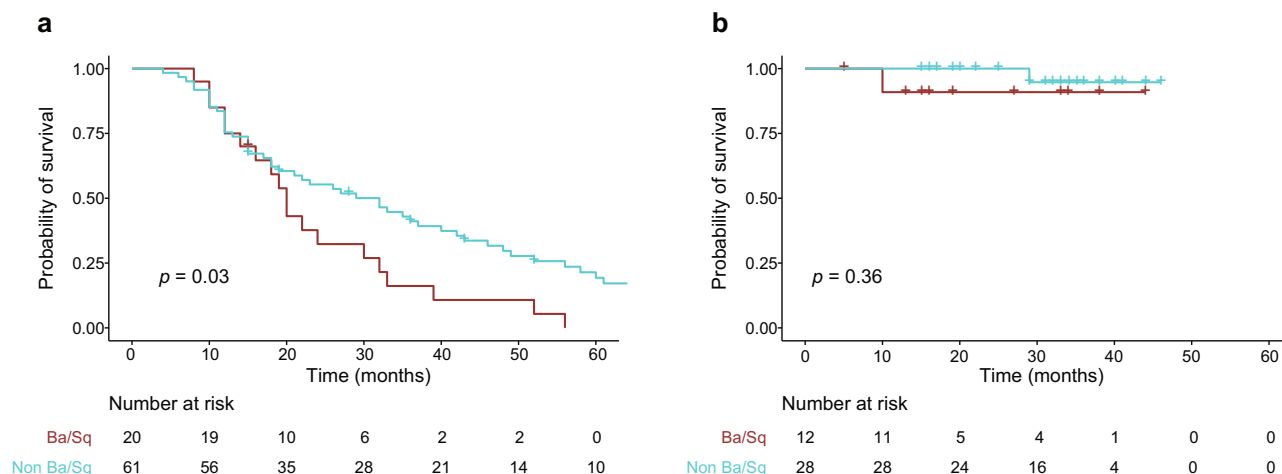 a
1.00
0.75
0.50
0.25
0.00
Probability of survival
p = 0.03
0 10 20 30 40 50 60
Time (months)
Number at risk
Ba/Sq 20 19 10 6 2 2 0
Non Ba/Sq 61 56 35 28 21 14 10
b
1.00
0.75
0.50
0.25
0.00
Probability of survival
p = 0.36
0 10 20 30 40 50 60
Time (months)
Number at risk
Ba/Sq 12 11 5 4 1 0 0
Non Ba/Sq 28 28 24 16 4 0 0